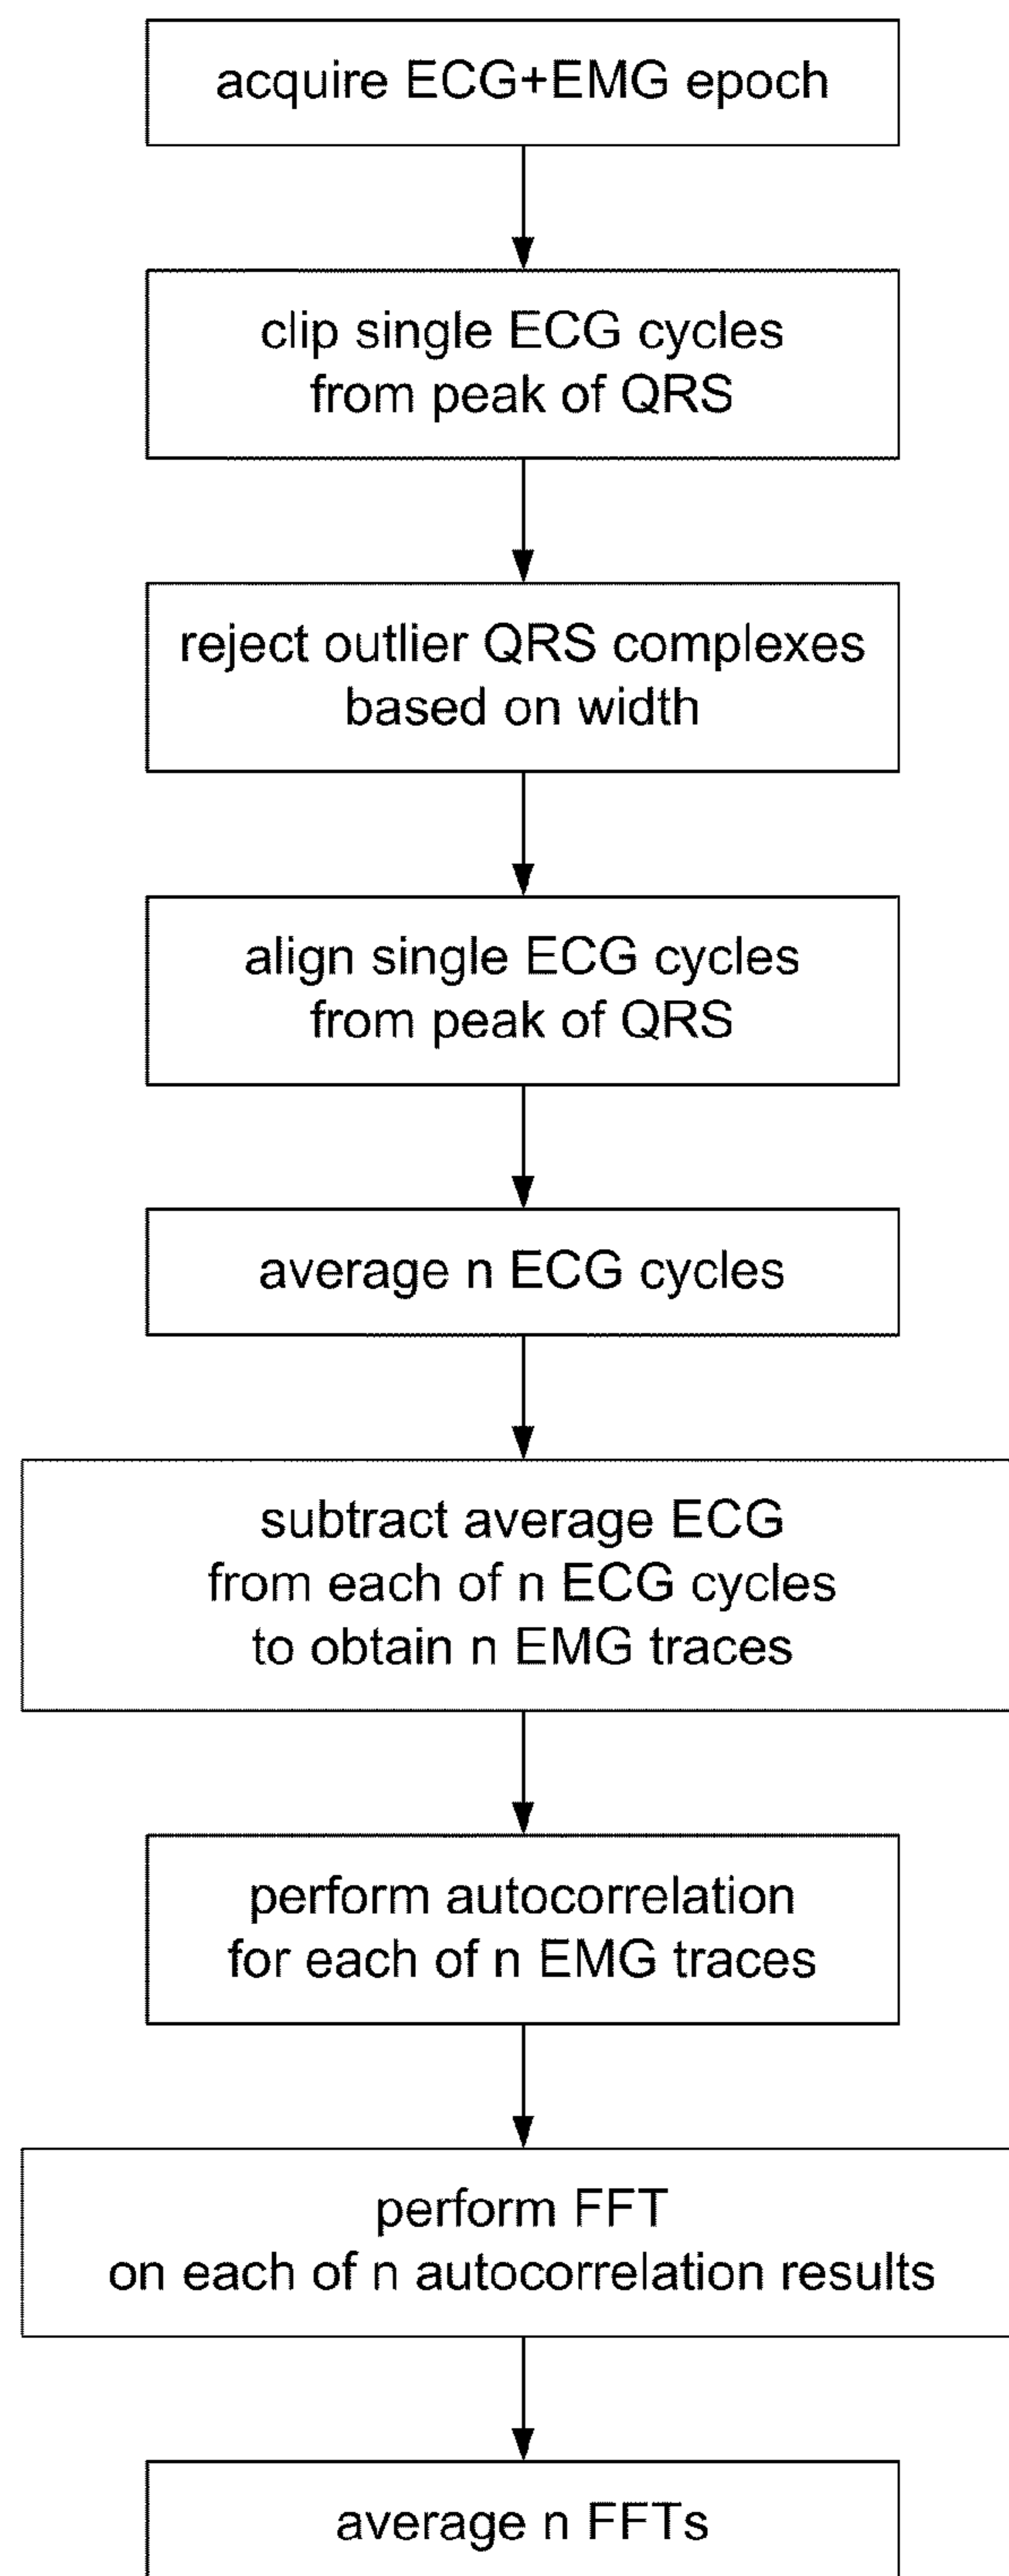 acquire ECG+EMG epoch
clip single ECG cycles
from peak of QRS
reject outlier QRS complexes
based on width
align single ECG cycles
from peak of QRS
average n ECG cycles
subtract average ECG
from each of n ECG cycles
to obtain n EMG traces
perform autocorrelation
for each of n EMG traces
perform FFT
on each of n autocorrelation results
average n FFTs